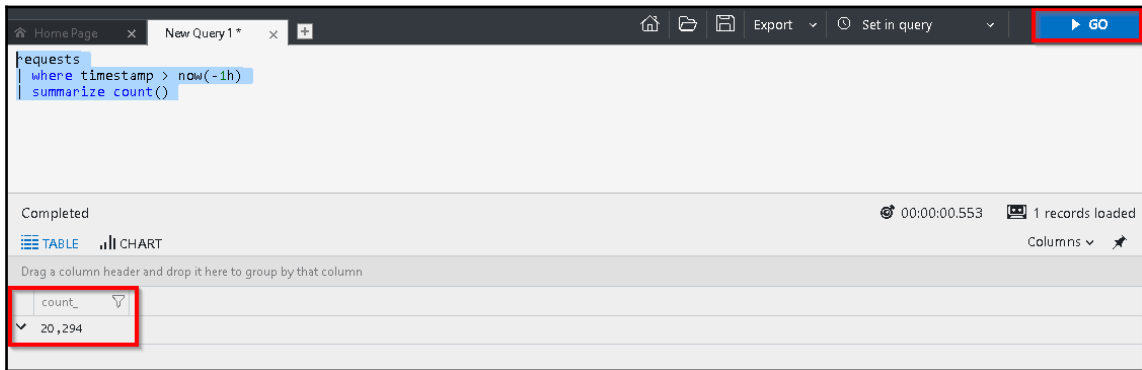 Home Page x New Query 1 * x + Export Set in query GO
requests
| where timestamp > now(-1h)
| summarize count()
Completed 00:00:00.553 1 records loaded
TABLE CHART Columns
Drag a column header and drop it here to group by that column
count_
20,294